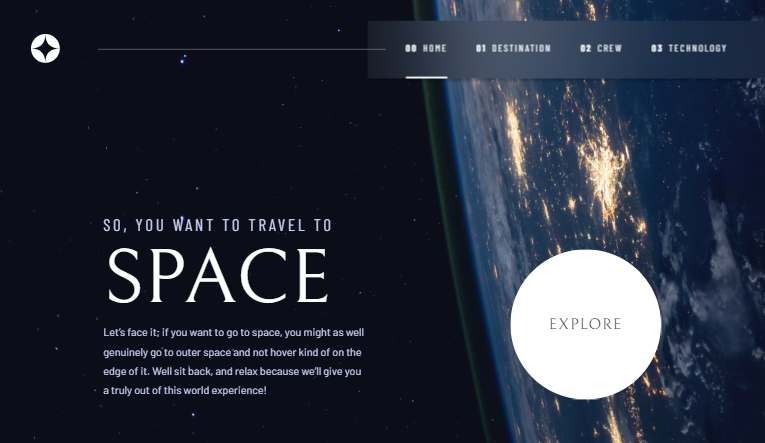 00 HOME 01 DESTINATION 02 CREW 03 TECHNOLOGY
SO, YOU WANT TO TRAVEL TO
SPACE
Let's face it; if you want to go to space, you might as well
genuinely go to outer space and not hover kind of on the
edge of it. Well sit back, and relax because we'll give you
a truly out of this world experience!
EXPLORE